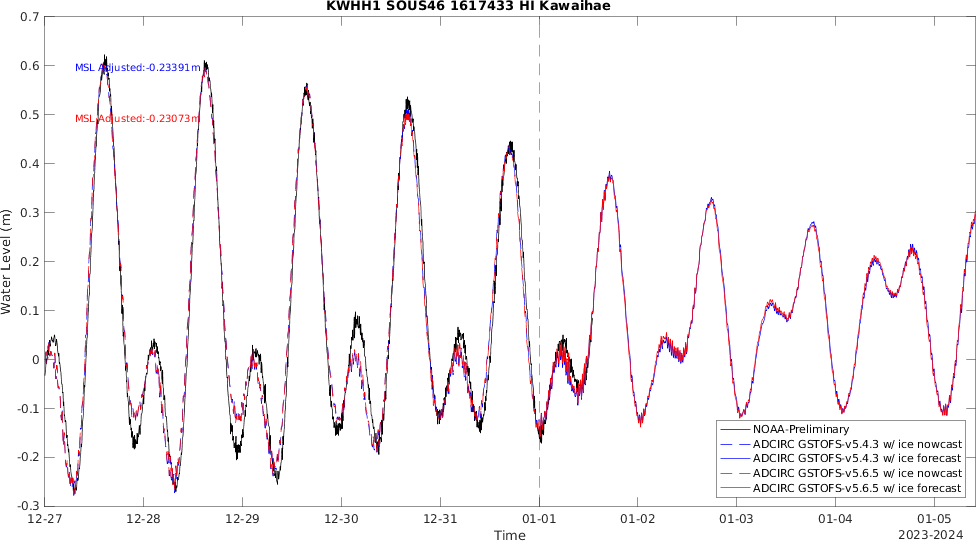 KWHH1 SOUS46 1617433 HI Kawaihae
Water Level (m)
0.7
0.6
0.5
0.4
0.3
0.2
0.1
0
-0.1
-0.2
-0.3
MSL Adjusted:-0.23391m
MSL Adjusted:-0.23073m
NOAA-Preliminary
ADCIRC GSTOFS-v5.4.3 w/ ice nowcast
ADCIRC GSTOFS-v5.4.3 w/ ice forecast
ADCIRC GSTOFS-v5.6.5 w/ ice nowcast
ADCIRC GSTOFS-v5.6.5 w/ ice forecast
12-27 12-28 12-29 12-30 12-31 01-01 01-02 01-03 01-04 01-05
Time
2023-2024